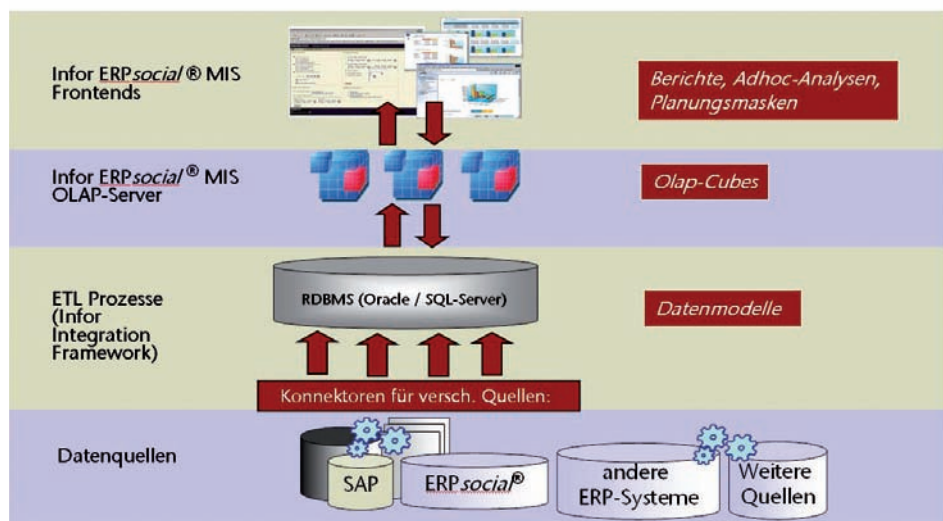 Infor ERPsocial ® MIS
Frontends
Berichte, Adhoc-Analysen,
Planungsmasken
Infor ERPsocial ® MIS
OLAP-Server
Olap-Cubes
ETL Prozesse
(Infor
Integration
Framework)
RDBMS (Oracle / SQL-Server)
Datenmodelle
Konnektoren für versch. Quellen:
Datenquellen
SAP
ERPsocial®
andere
ERP-Systeme
Weitere
Quellen